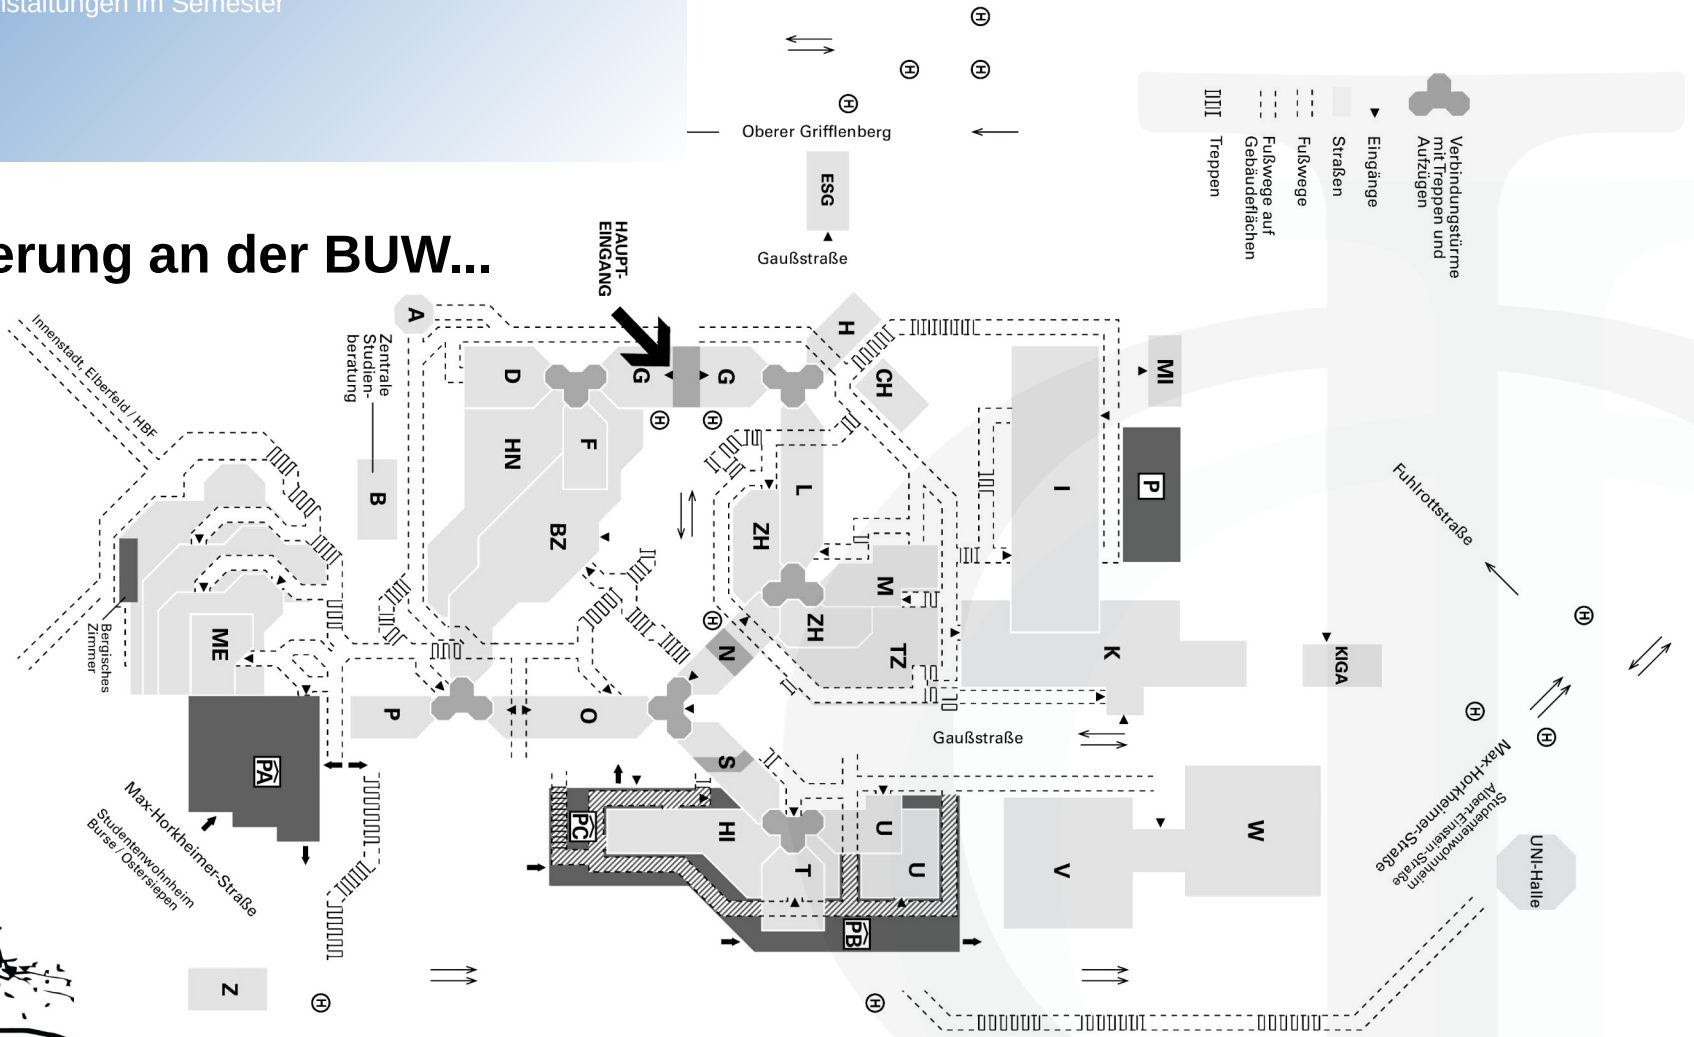 nstaltungen im Semester
erung an der BUW...
H
H
H
H
Oberer Grifflenberg
ESG
Gaußstraße
HAUPT-
EINGANG
Verbindungstürme
mit Treppen und
Aufzügen
Eingänge
Straßen
Fußwege
Fußwege auf
Gebäudeflächen
Treppen
Innenstadt, Elberfeld / HBF
A
Zentrale
Studien-
beratung
B
D
G
G
H
H
H
CH
MI
P
I
HN
F
BZ
L
ZH
M
ZH
TZ
H
N
K
KIGA
Fuhlrottstraße
H
H
H
ME
Bergisches
Zimmer
P
O
S
Gaußstraße
PA
Max-Horkheimer-Straße
Studentenwohnheim
Burse / Ostersiepen
PC
HI
T
U
U
PB
V
W
Max-Horkheimer-Straße
Studentenwohnheim
Albert-Einstein-Straße
UNI-Halle
Z
H
H